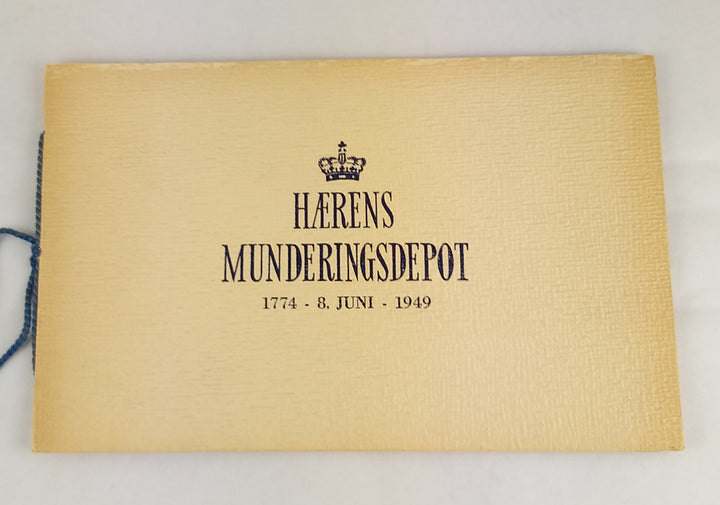 HÆRENS
MUNDERINGSDEPOT
1774 - 8. JUNI - 1949